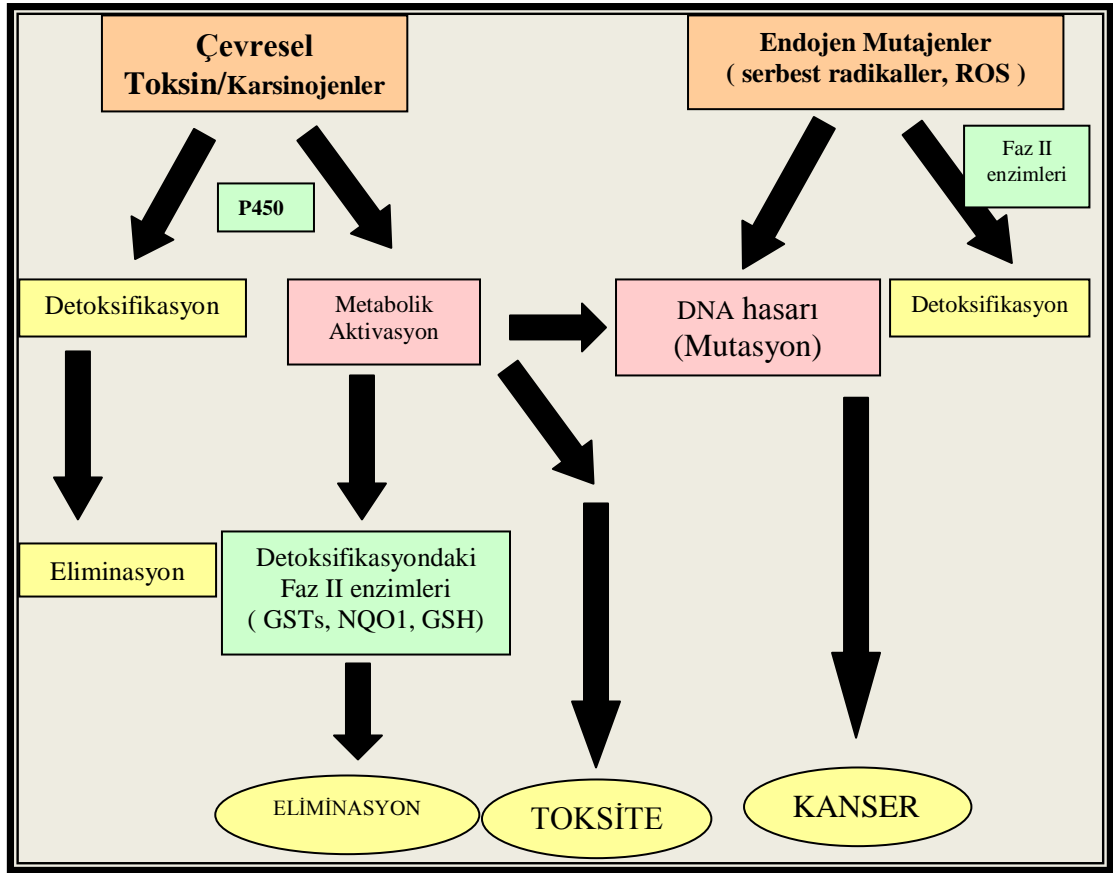 Çevresel
Toksin/Karsinojenler
Endojen Mutajenler
( serbest radikaller, ROS )
Faz II
enzimleri
P450
Detoksifikasyon
Metabolik
Aktivasyon
DNA hasarı
(Mutasyon)
Detoksifikasyon
Eliminasyon
Detoksifikasyondaki
Faz II enzimleri
( GSTs, NQO1, GSH)
ELİMİNASYON
TOKSİTE
KANSER